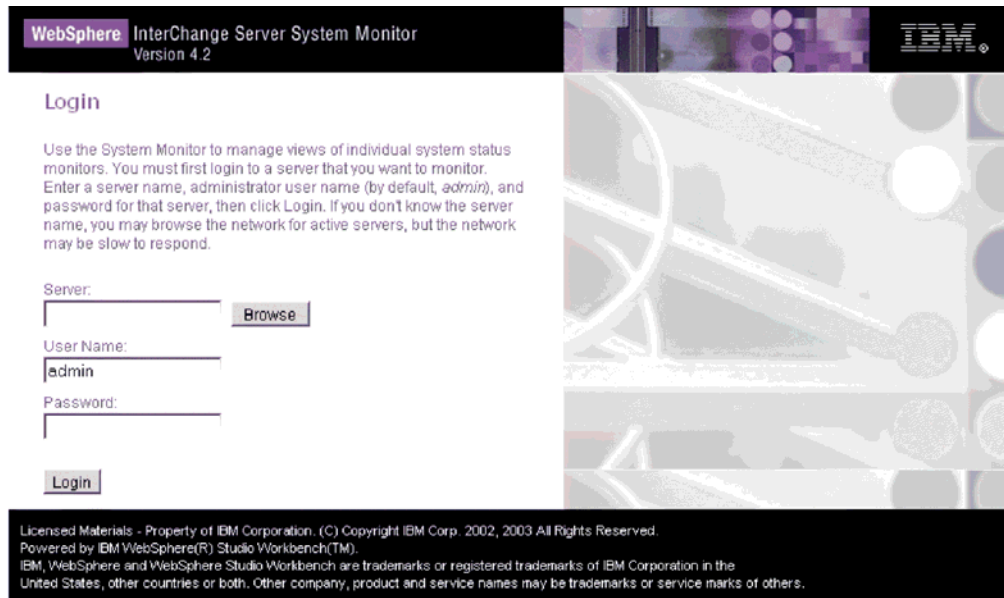 WebSphere InterChange Server System Monitor
Version 4.2
IBM®
Login
Use the System Monitor to manage views of individual system status
monitors. You must first login to a server that you want to monitor.
Enter a server name, administrator user name (by default, admin), and
password for that server, then click Login. If you don't know the server
name, you may browse the network for active servers, but the network
may be slow to respond.
Server:
Browse
User Name:
admin
Password:
Login
Licensed Materials - Property of IBM Corporation. (C) Copyright IBM Corp. 2002, 2003 All Rights Reserved.
Powered by IBM WebSphere(R) Studio Workbench(TM).
IBM, WebSphere and WebSphere Studio Workbench are trademarks or registered trademarks of IBM Corporation in the
United States, other countries or both. Other company, product and service names may be trademarks or service marks of others.